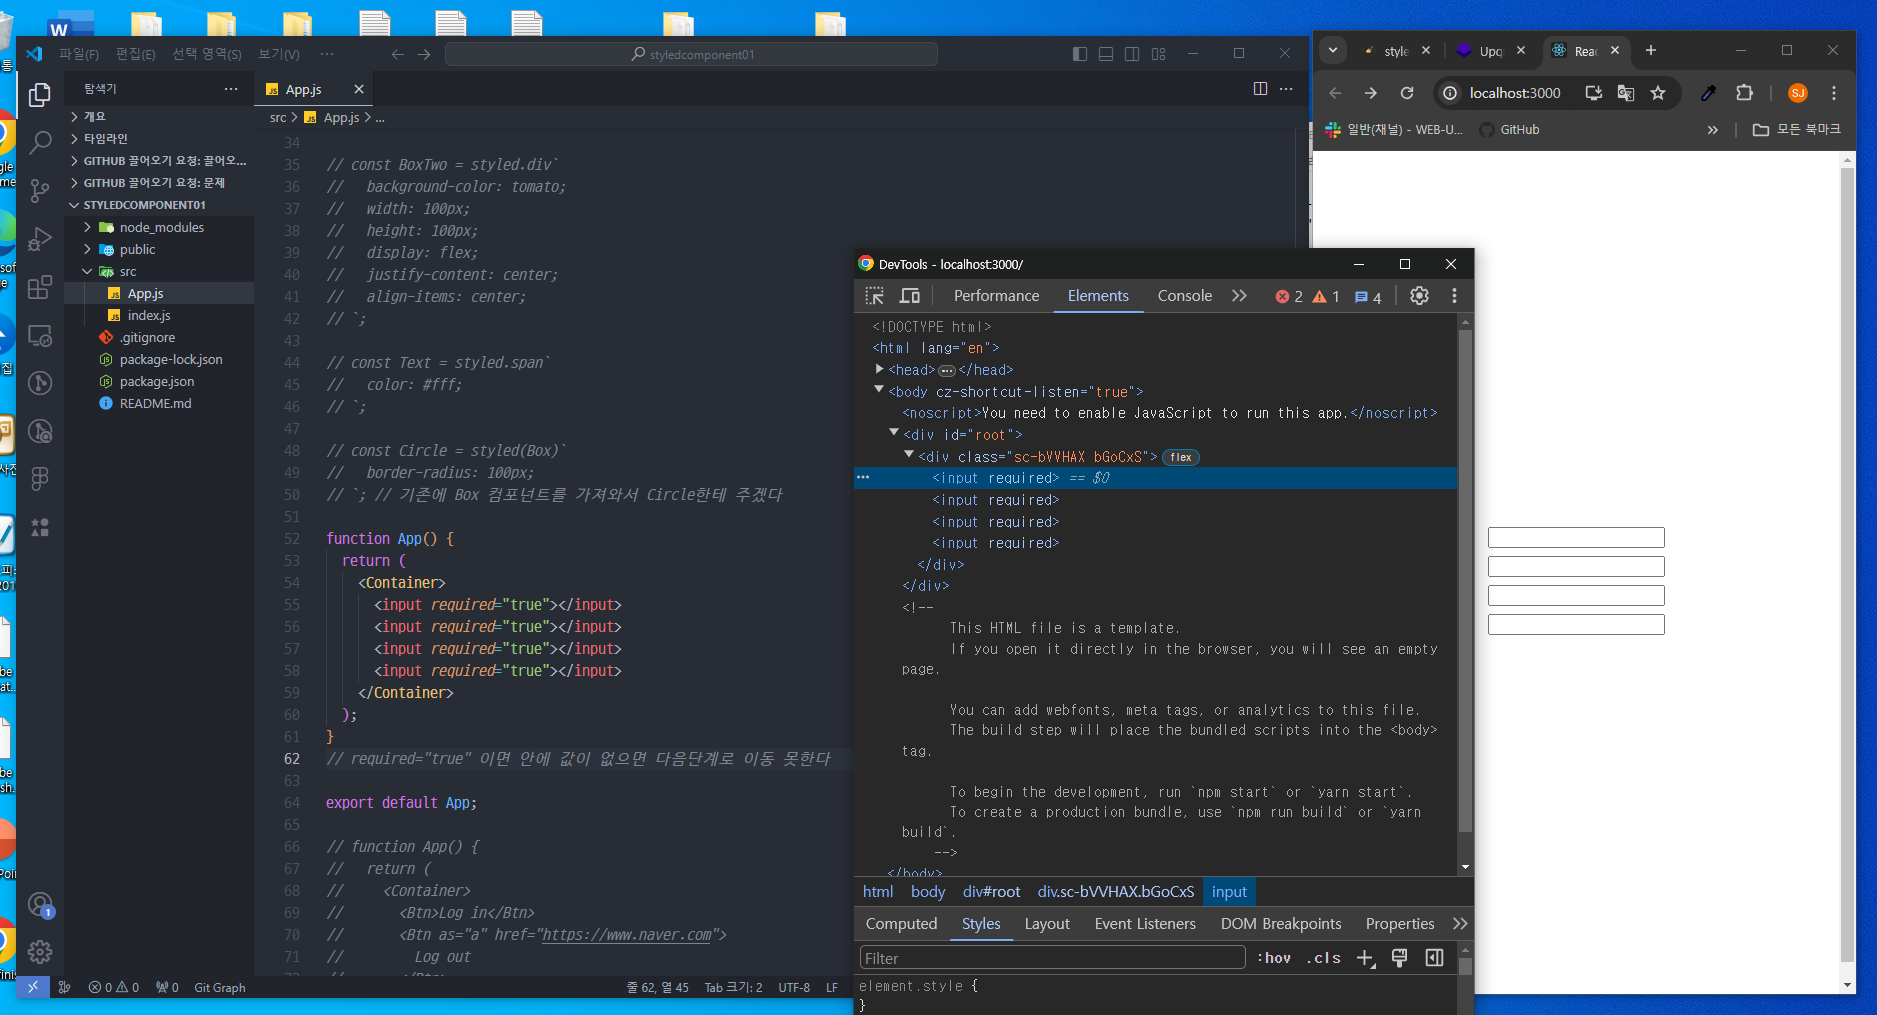 파일(F) 편집(E) 선택 영역(S) 보기(V) ···
styledcomponent01
탐색기 ···
개요
타임라인
GITHUB 끌어오기 요청: 끌어오...
GITHUB 끌어오기 요청: 문제
STYLEDCOMPONENT01
node_modules
public
src
App.js
index.js
.gitignore
package-lock.json
package.json
README.md
App.js
src > App.js > ...
34
35 // const BoxTwo = styled.div`
36 //   background-color: tomato;
37 //   width: 100px;
38 //   height: 100px;
39 //   display: flex;
40 //   justify-content: center;
41 //   align-items: center;
42 // `;
43
44 // const Text = styled.span`
45 //   color: #fff;
46 // `;
47
48 // const Circle = styled(Box)`
49 //   border-radius: 100px;
50 // `; // 기존에 Box 컴포넌트를 가져와서 Circle한테 주겠다
51
52 function App() {
53   return (
54     <Container>
55       <input required="true"></input>
56       <input required="true"></input>
57       <input required="true"></input>
58       <input required="true"></input>
59     </Container>
60   );
61 }
62 // required="true" 이면 안에 값이 없으면 다음단계로 이동 못한다
63
64 export default App;
65
66 // function App() {
67 //   return (
68 //     <Container>
69 //       <Btn>Log in</Btn>
70 //       <Btn as="a" href="https://www.naver.com">
71 //         Log out
1
0 0 0 Git Graph
줄 62, 열 45 Tab 크기: 2 UTF-8 LF
style
Upg
Reac
localhost:3000
SJ
일반(채널) - WEB-U...
GitHub
모든 북마크
DevTools - localhost:3000/
Performance Elements Console 2 1 4
<!DOCTYPE html>
<html lang="en">
<head>···</head>
<body cz-shortcut-listen="true">
<noscript>You need to enable JavaScript to run this app.</noscript>
<div id="root">
<div class="sc-bVVHAX bGoCxS"> flex
··· <input required> == $0
<input required>
<input required>
<input required>
</div>
</div>
<!--
This HTML file is a template.
If you open it directly in the browser, you will see an empty
page.
You can add webfonts, meta tags, or analytics to this file.
The build step will place the bundled scripts into the <body>
tag.
To begin the development, run `npm start` or `yarn start`.
To create a production bundle, use `npm run build` or `yarn
build`.
-->
</body>
html body div#root div.sc-bVVHAX.bGoCxS input
Computed Styles Layout Event Listeners DOM Breakpoints Properties
Filter :hov .cls
element.style {
}